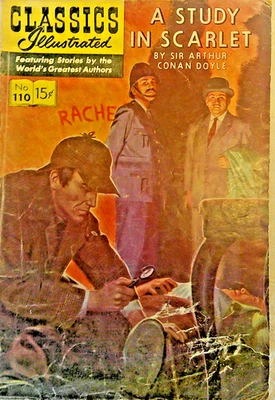 CLASSICS
Illustrated
Featuring Stories by the
World's Greatest Authors
No.
110
15¢
A STUDY
IN SCARLET
BY SIR ARTHUR
CONAN DOYLE
RACHE